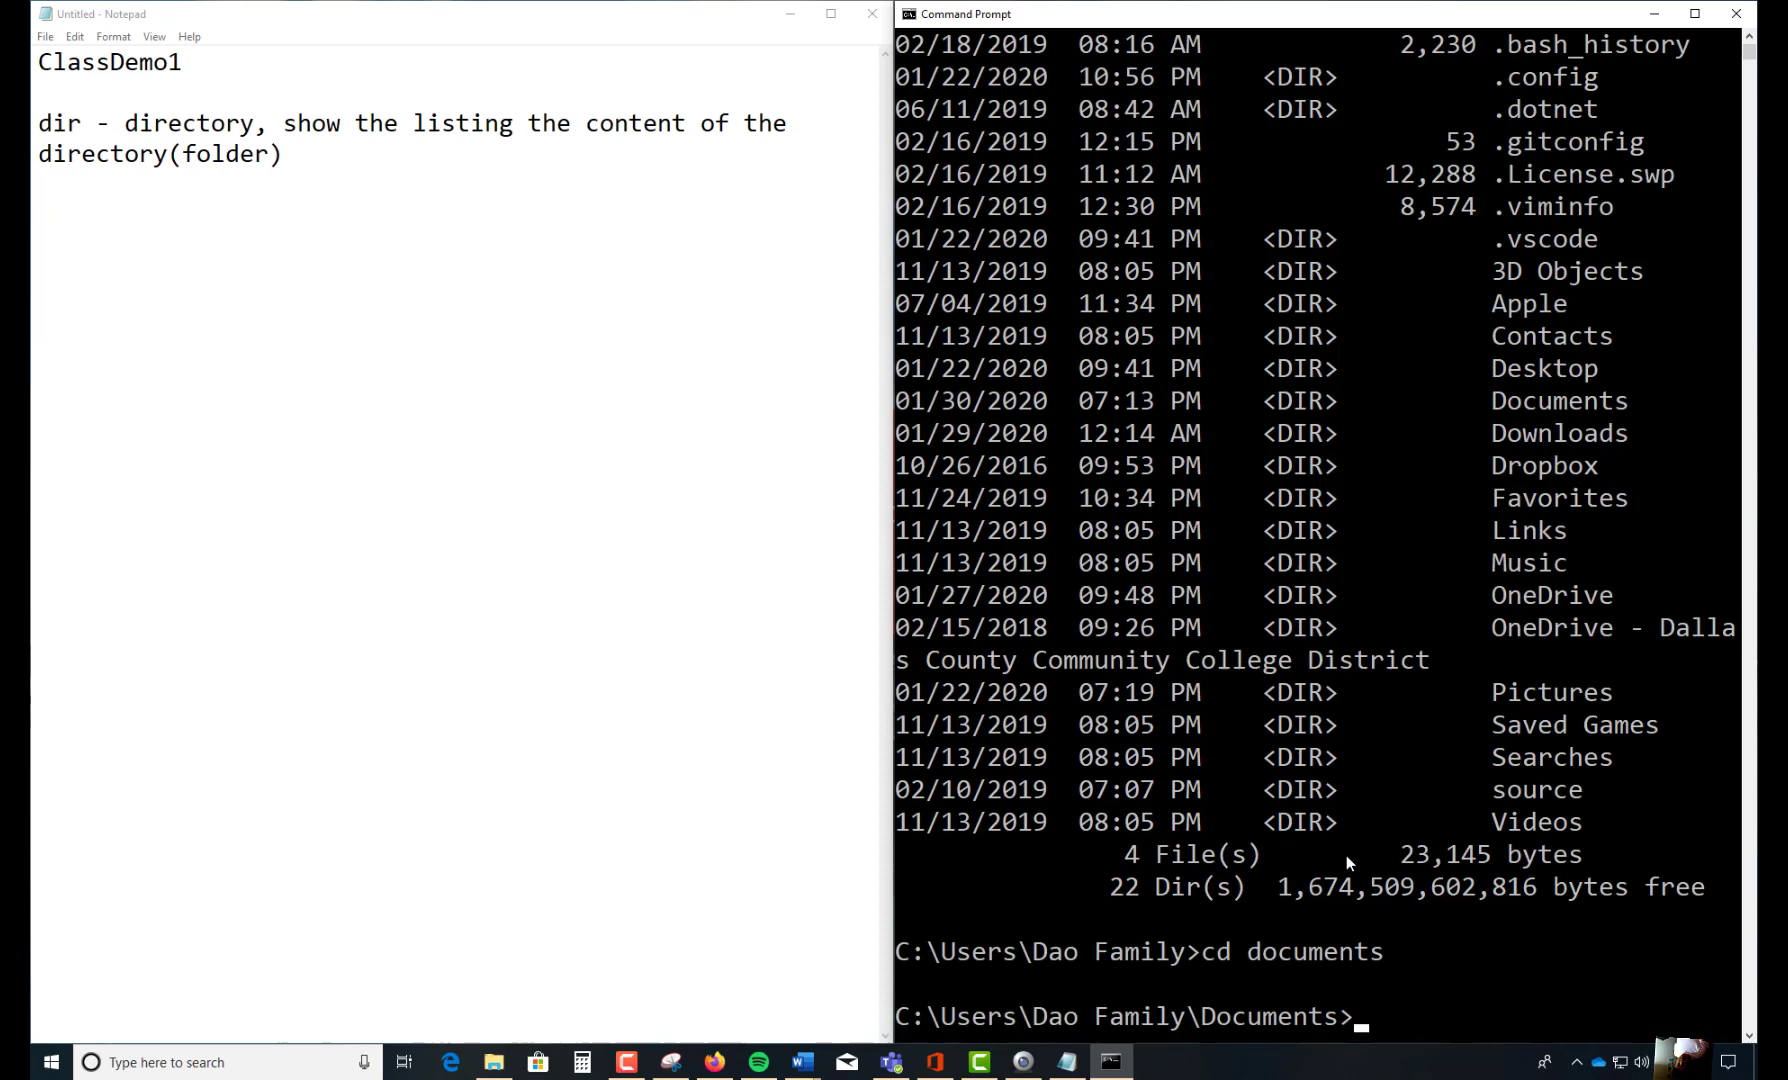 Untitled - Notepad
File Edit Format View Help
ClassDemo1
dir - directory, show the listing the content of the
directory(folder)
Command Prompt
02/18/2019 08:16 AM 2,230 .bash_history
01/22/2020 10:56 PM <DIR> .config
06/11/2019 08:42 AM <DIR> .dotnet
02/16/2019 12:15 PM 53 .gitconfig
02/16/2019 11:12 AM 12,288 .License.swp
02/16/2019 12:30 PM 8,574 .viminfo
01/22/2020 09:41 PM <DIR> .vscode
11/13/2019 08:05 PM <DIR> 3D Objects
07/04/2019 11:34 PM <DIR> Apple
11/13/2019 08:05 PM <DIR> Contacts
01/22/2020 09:41 PM <DIR> Desktop
01/30/2020 07:13 PM <DIR> Documents
01/29/2020 12:14 AM <DIR> Downloads
10/26/2016 09:53 PM <DIR> Dropbox
11/24/2019 10:34 PM <DIR> Favorites
11/13/2019 08:05 PM <DIR> Links
11/13/2019 08:05 PM <DIR> Music
01/27/2020 09:48 PM <DIR> OneDrive
02/15/2018 09:26 PM <DIR> OneDrive - Dalla
s County Community College District
01/22/2020 07:19 PM <DIR> Pictures
11/13/2019 08:05 PM <DIR> Saved Games
11/13/2019 08:05 PM <DIR> Searches
02/10/2019 07:07 PM <DIR> source
11/13/2019 08:05 PM <DIR> Videos
4 File(s) 23,145 bytes
22 Dir(s) 1,674,509,602,816 bytes free
C:\Users\Dao Family>cd documents
C:\Users\Dao Family\Documents>
Type here to search